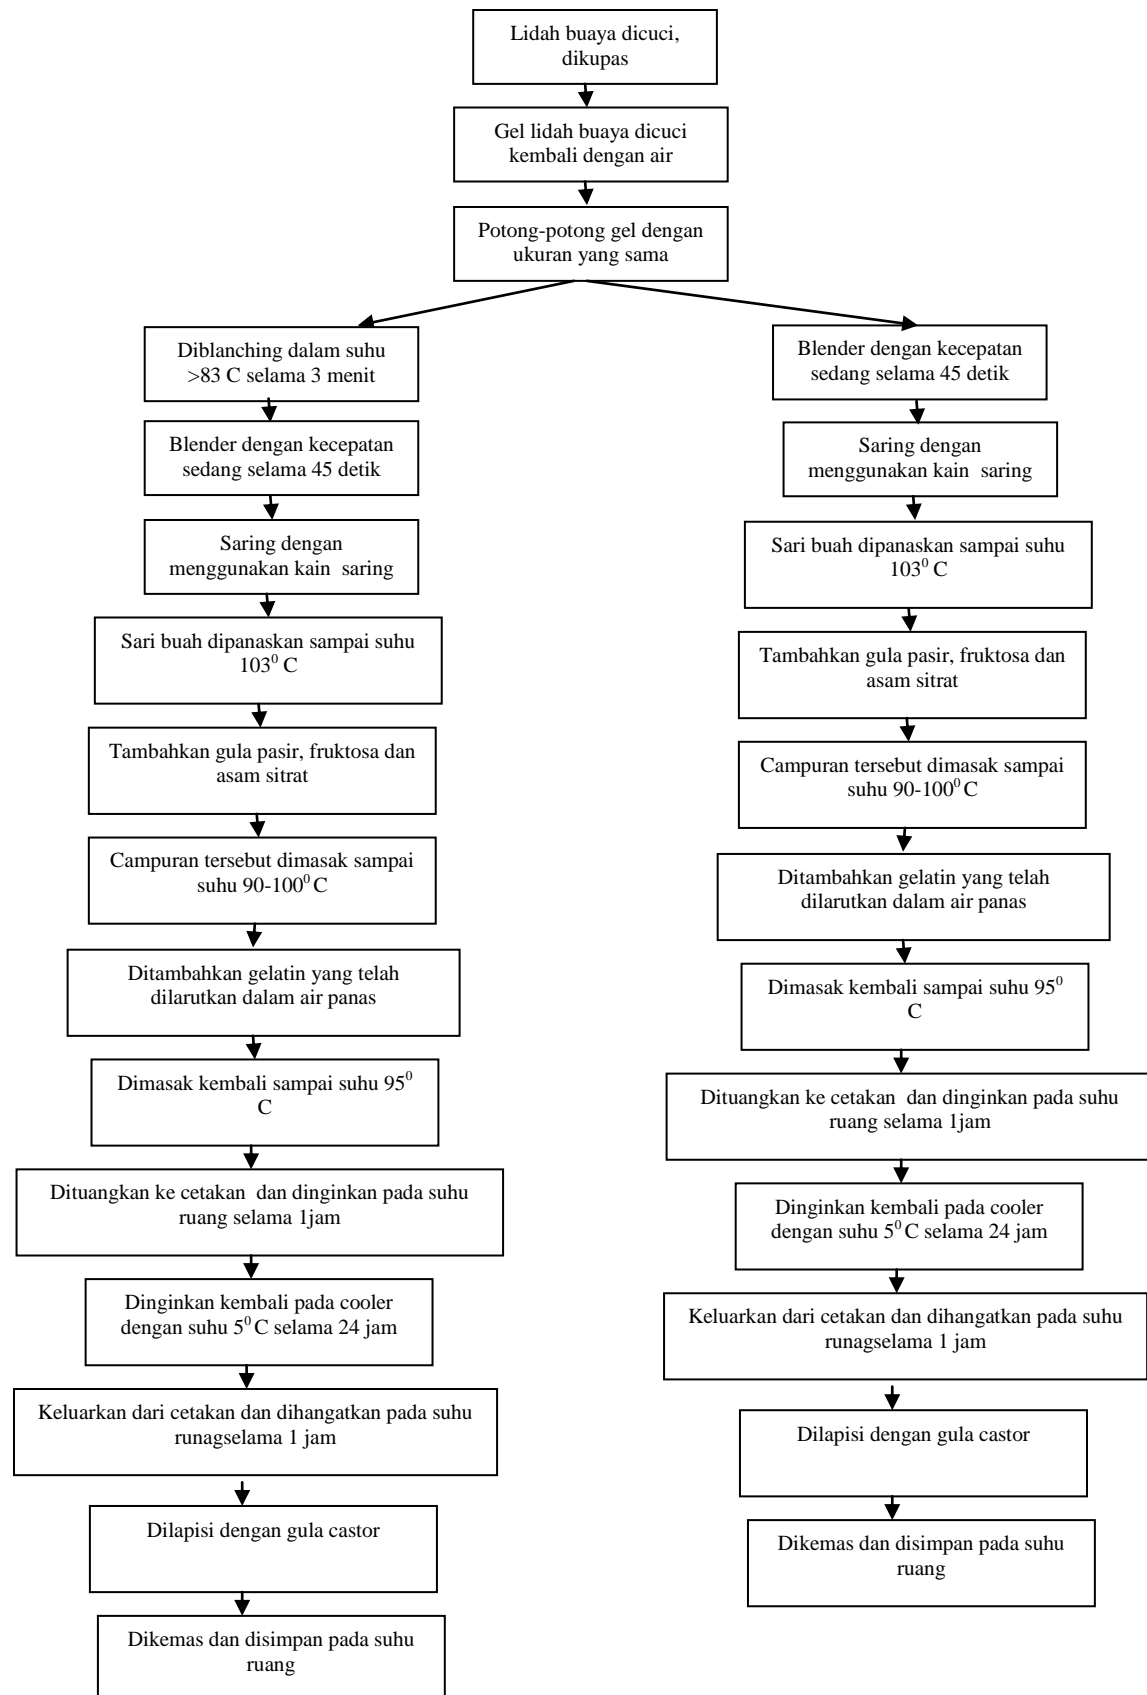 Lidah buaya dicuci,
dikupas
Gel lidah buaya dicuci
kembali dengan air
Potong-potong gel dengan
ukuran yang sama
Diblanching dalam suhu
>83 C selama 3 menit
Blender dengan kecepatan
sedang selama 45 detik
Saring dengan
menggunakan kain  saring
Sari buah dipanaskan sampai suhu
103⁰ C
Tambahkan gula pasir, fruktosa dan
asam sitrat
Campuran tersebut dimasak sampai
suhu 90-100⁰ C
Ditambahkan gelatin yang telah
dilarutkan dalam air panas
Dimasak kembali sampai suhu 95⁰
C
Dituangkan ke cetakan  dan dinginkan pada suhu
ruang selama 1jam
Dinginkan kembali pada cooler
dengan suhu 5⁰ C selama 24 jam
Keluarkan dari cetakan dan dihangatkan pada suhu
runagselama 1 jam
Dilapisi dengan gula castor
Dikemas dan disimpan pada suhu
ruang
Blender dengan kecepatan
sedang selama 45 detik
Saring dengan
menggunakan kain  saring
Sari buah dipanaskan sampai suhu
103⁰ C
Tambahkan gula pasir, fruktosa dan
asam sitrat
Campuran tersebut dimasak sampai
suhu 90-100⁰ C
Ditambahkan gelatin yang telah
dilarutkan dalam air panas
Dimasak kembali sampai suhu 95⁰
C
Dituangkan ke cetakan  dan dinginkan pada suhu
ruang selama 1jam
Dinginkan kembali pada cooler
dengan suhu 5⁰ C selama 24 jam
Keluarkan dari cetakan dan dihangatkan pada suhu
runagselama 1 jam
Dilapisi dengan gula castor
Dikemas dan disimpan pada suhu
ruang